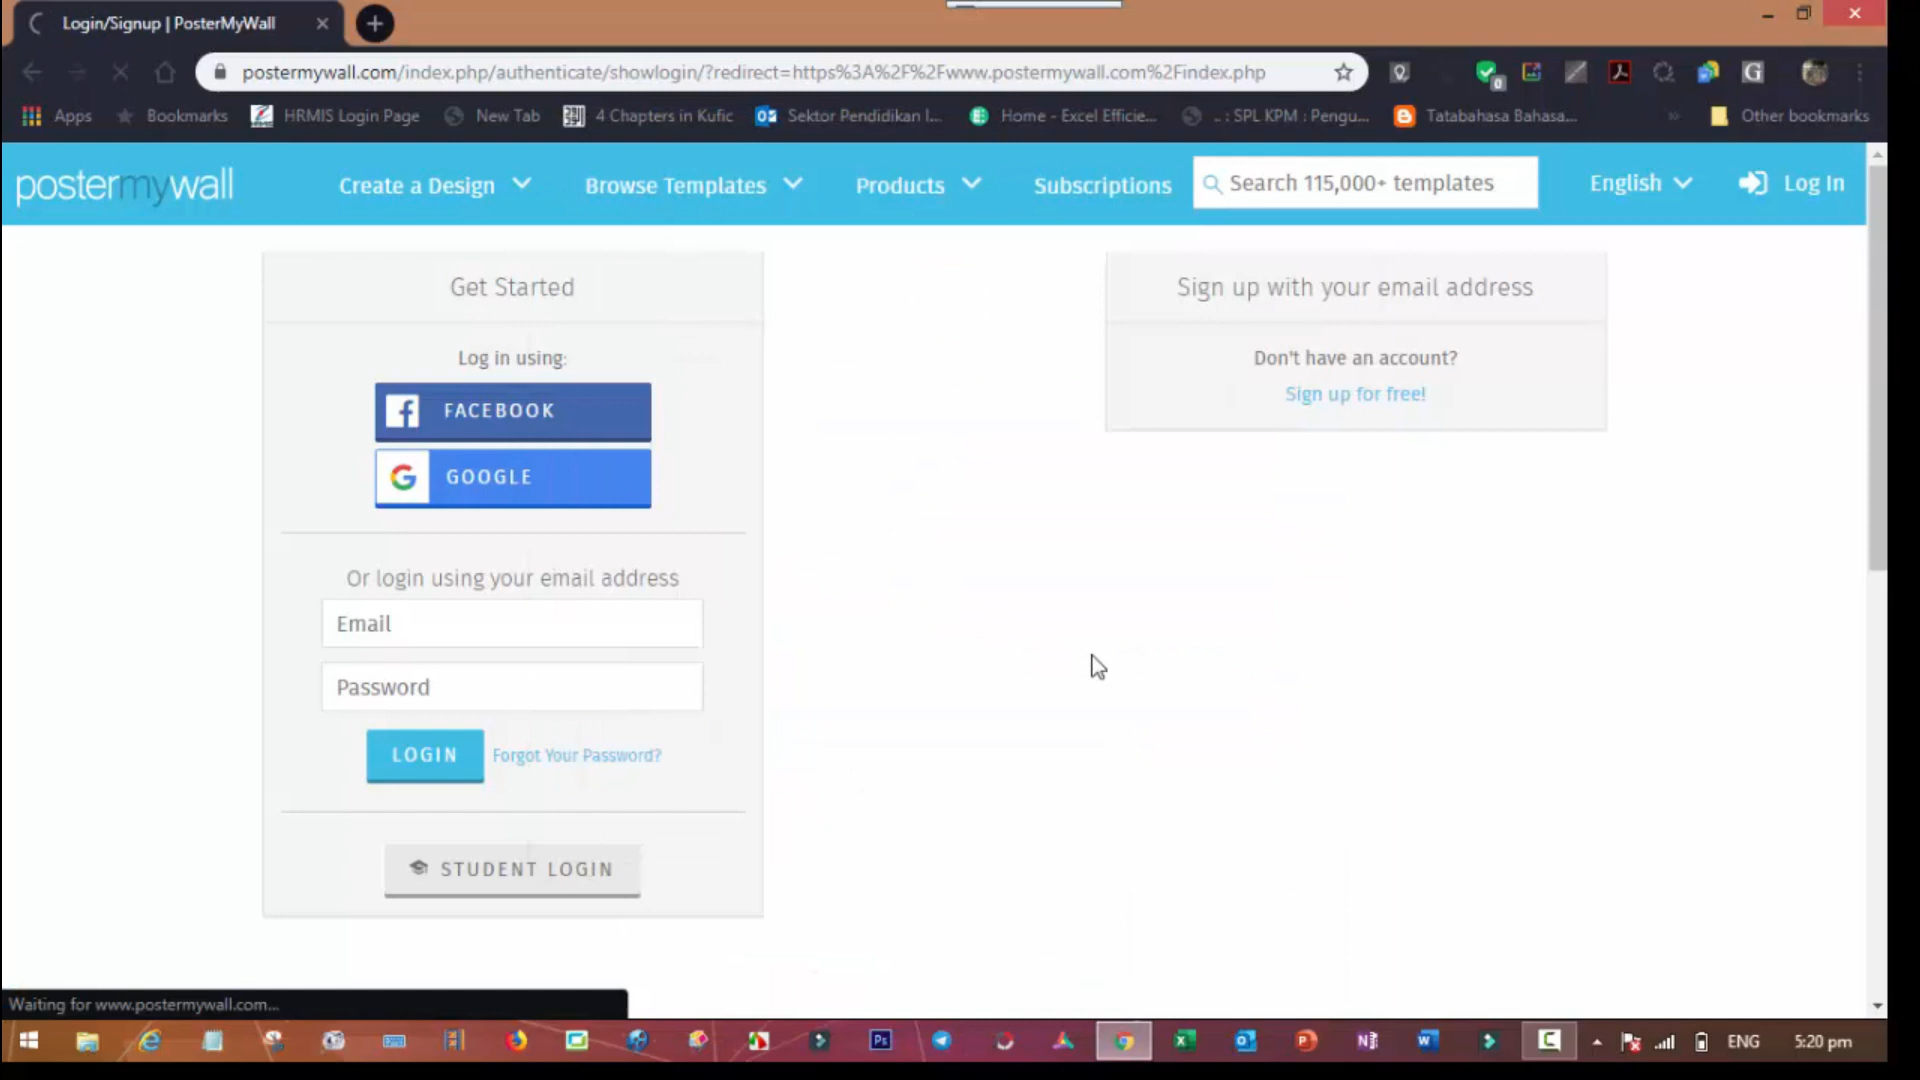 Login/Signup | PosterMyWall
postermywall.com/index.php/authenticate/showlogin/?redirect=https%3A%2F%2Fwww.postermywall.com%2Findex.php
Apps Bookmarks HRMIS Login Page New Tab 4 Chapters in Kufic Sektor Pendidikan I... Home - Excel Efficie... ..: SPL KPM : Pengu... Tatabahasa Bahasa... » Other bookmarks
postermywall Create a Design Browse Templates Products Subscriptions Search 115,000+ templates English Log In
Get Started
Log in using:
FACEBOOK
GOOGLE
Or login using your email address
Email
Password
LOGIN Forgot Your Password?
STUDENT LOGIN
Sign up with your email address
Don't have an account?
Sign up for free!
Waiting for www.postermywall.com...
ENG 5:20 pm